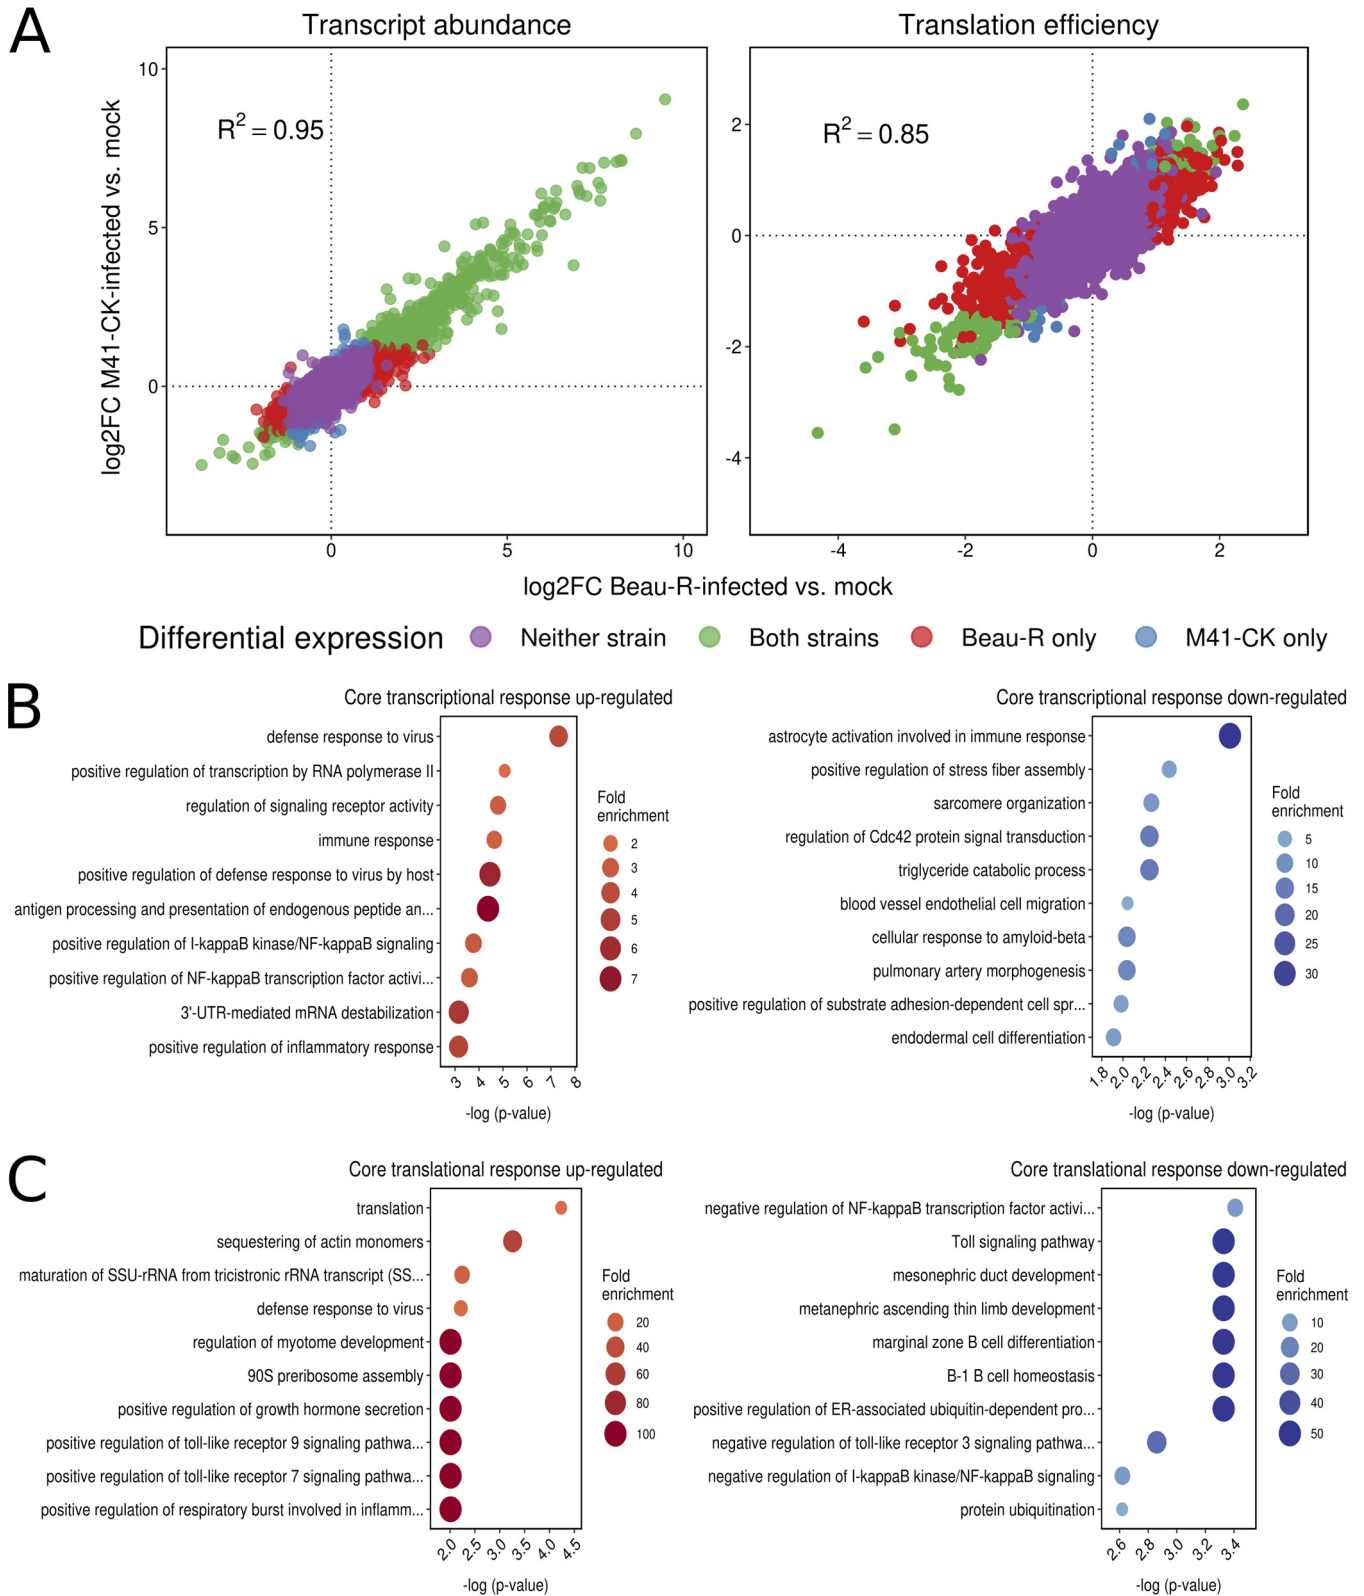 A
Transcript abundance
Translation efficiency
log2FC M41-CK-infected vs. mock
10
5
0
R² = 0.95
0
5
10
2
0
-2
-4
R² = 0.85
-4
-2
0
2
log2FC Beau-R-infected vs. mock
Differential expression
Neither strain
Both strains
Beau-R only
M41-CK only
B
Core transcriptional response up-regulated
defense response to virus
positive regulation of transcription by RNA polymerase II
regulation of signaling receptor activity
immune response
positive regulation of defense response to virus by host
antigen processing and presentation of endogenous peptide an...
positive regulation of I-kappaB kinase/NF-kappaB signaling
positive regulation of NF-kappaB transcription factor activi...
3'-UTR-mediated mRNA destabilization
positive regulation of inflammatory response
3
4
5
6
7
8
-log (p-value)
Fold
enrichment
2
3
4
5
6
7
Core transcriptional response down-regulated
astrocyte activation involved in immune response
positive regulation of stress fiber assembly
sarcomere organization
regulation of Cdc42 protein signal transduction
triglyceride catabolic process
blood vessel endothelial cell migration
cellular response to amyloid-beta
pulmonary artery morphogenesis
positive regulation of substrate adhesion-dependent cell spr...
endodermal cell differentiation
1.8
2.0
2.2
2.4
2.6
2.8
3.0
3.2
-log (p-value)
Fold
enrichment
5
10
15
20
25
30
C
Core translational response up-regulated
translation
sequestering of actin monomers
maturation of SSU-rRNA from tricistronic rRNA transcript (SS...
defense response to virus
regulation of myotome development
90S preribosome assembly
positive regulation of growth hormone secretion
positive regulation of toll-like receptor 9 signaling pathwa...
positive regulation of toll-like receptor 7 signaling pathwa...
positive regulation of respiratory burst involved in inflamm...
2.0
2.5
3.0
3.5
4.0
4.5
-log (p-value)
Fold
enrichment
20
40
60
80
100
Core translational response down-regulated
negative regulation of NF-kappaB transcription factor activi...
Toll signaling pathway
mesonephric duct development
metanephric ascending thin limb development
marginal zone B cell differentiation
B-1 B cell homeostasis
positive regulation of ER-associated ubiquitin-dependent pro...
negative regulation of toll-like receptor 3 signaling pathwa...
negative regulation of I-kappaB kinase/NF-kappaB signaling
protein ubiquitination
2.6
2.8
3.0
3.2
3.4
-log (p-value)
Fold
enrichment
10
20
30
40
50